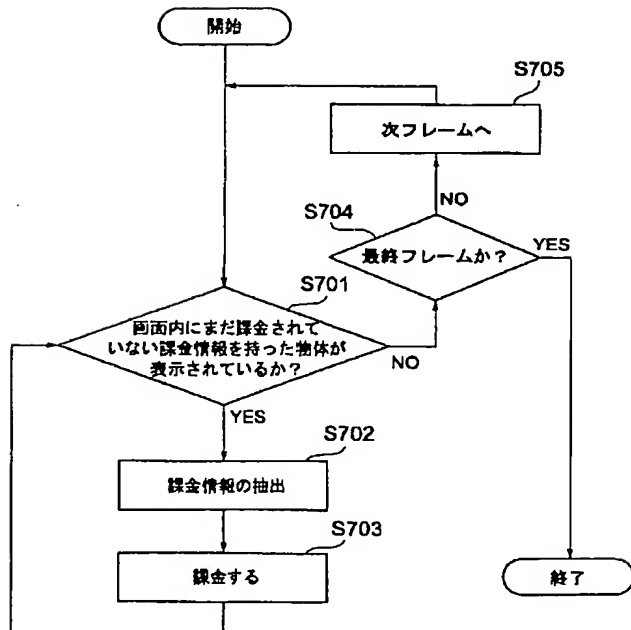 開始
S705
次フレームへ
NO
S704
最終フレームか？
YES
S701
画面内にまだ課金されて
いない課金情報を持った物体が
表示されているか？
NO
YES
S702
課金情報の抽出
S703
課金する
終了